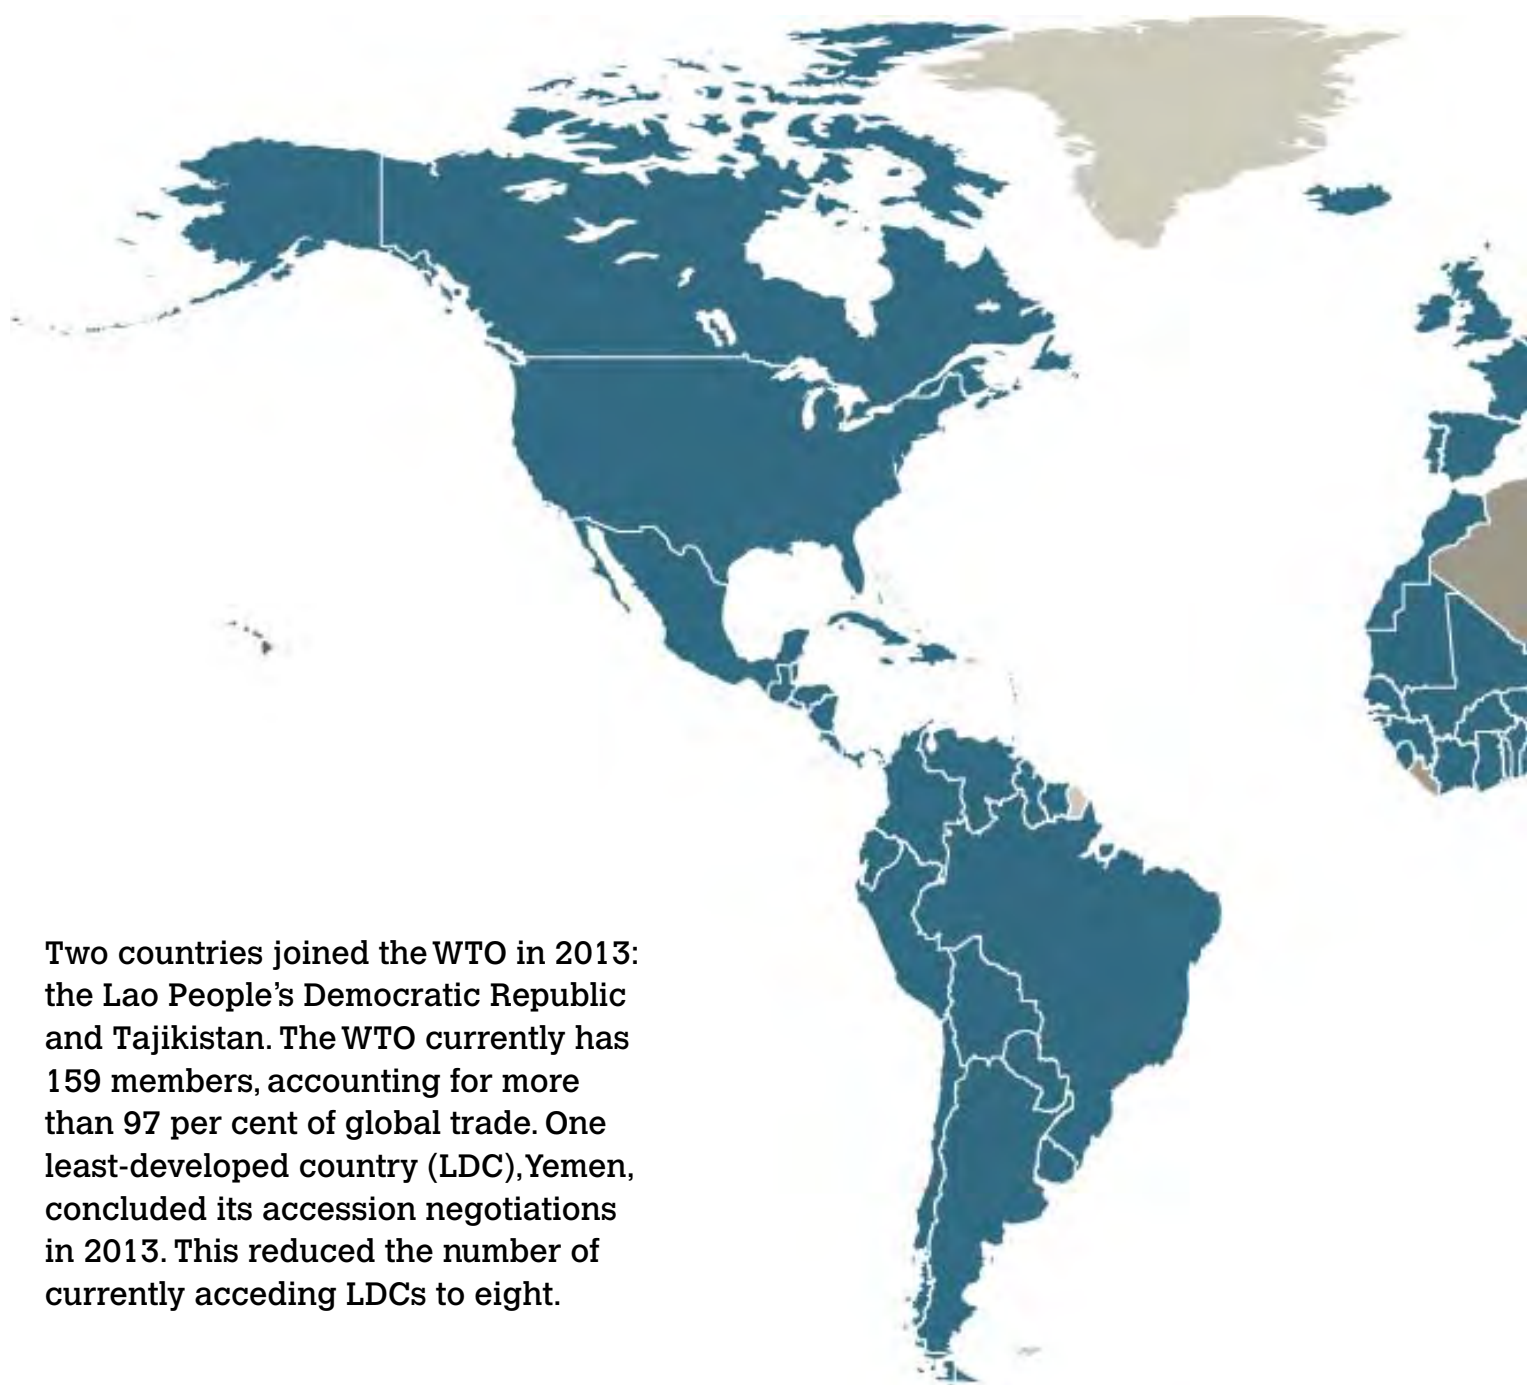 Two countries joined the WTO in 2013:
the Lao People’s Democratic Republic
and Tajikistan. The WTO currently has
159 members, accounting for more
than 97 per cent of global trade. One
least-developed country (LDC), Yemen,
concluded its accession negotiations
in 2013. This reduced the number of
currently acceding LDCs to eight.